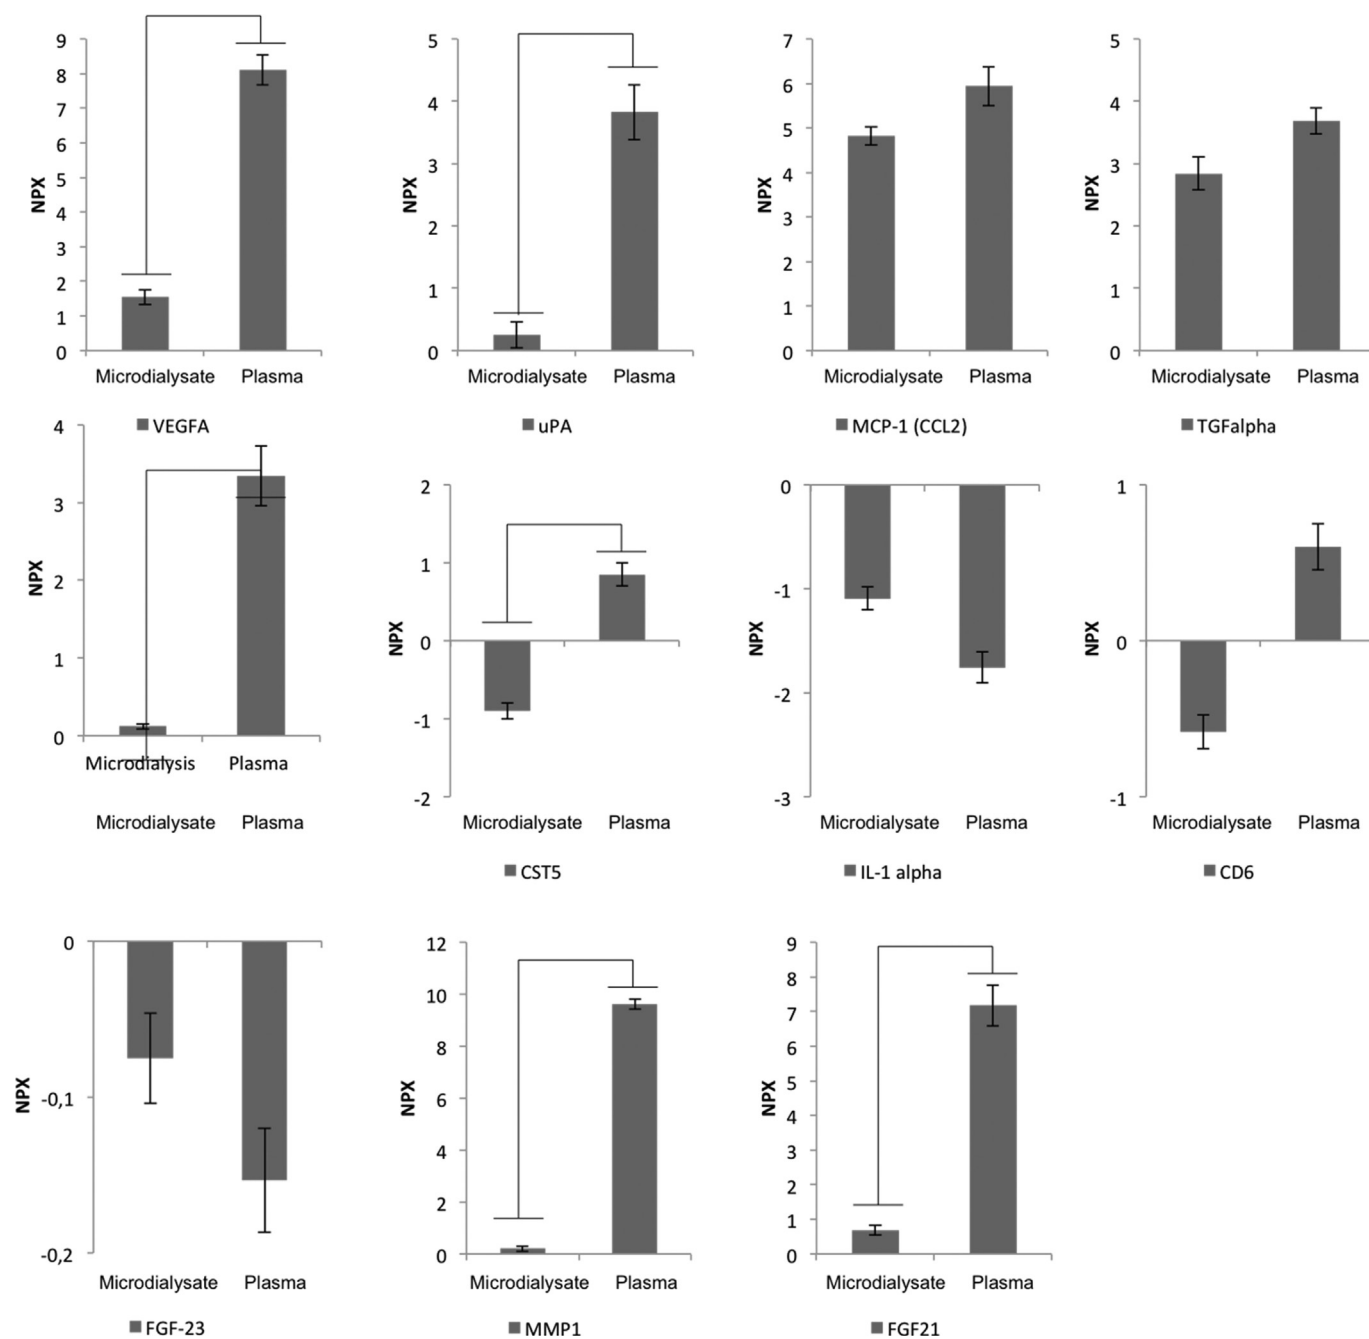 9
8
7
6
5
4
3
2
1
0
NPX
Microdialysate Plasma
VEGFA
5
4
3
2
1
0
NPX
Microdialysate Plasma
uPA
7
6
5
4
3
2
1
0
NPX
Microdialysate Plasma
MCP-1 (CCL2)
5
4
3
2
1
0
NPX
Microdialysate Plasma
TGFalpha
4
3
2
1
0
NPX
Microdialysis Plasma
Microdialysate Plasma
2
1
0
-1
-2
NPX
Microdialysate Plasma
CST5
0
-1
-2
-3
NPX
Microdialysate Plasma
IL-1 alpha
1
0
-1
NPX
Microdialysate Plasma
CD6
0
-0,1
-0,2
NPX
Microdialysate Plasma
FGF-23
12
10
8
6
4
2
0
NPX
Microdialysate Plasma
MMP1
9
8
7
6
5
4
3
2
1
0
NPX
Microdialysate Plasma
FGF21